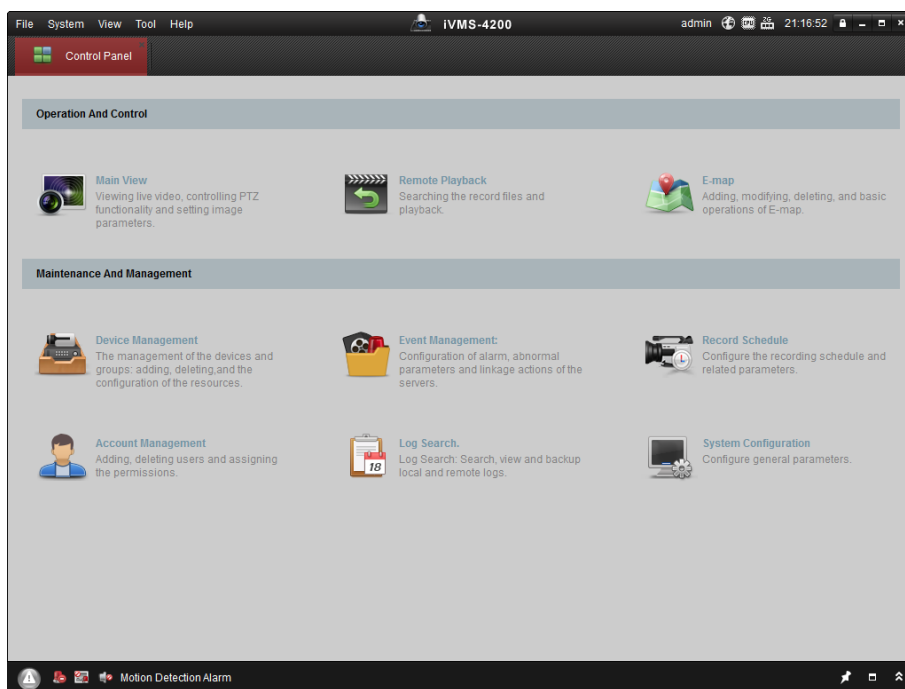 File System View Tool Help
iVMS-4200
admin
21:16:52
Control Panel
Operation And Control
Main View
Viewing live video, controlling PTZ
functionality and setting image
parameters.
Remote Playback
Searching the record files and
playback.
E-map
Adding, modifying, deleting, and basic
operations of E-map.
Maintenance And Management
Device Management
The management of the devices and
groups: adding, deleting,and the
configuration of the resources.
Event Management:
Configuration of alarm, abnormal
parameters and linkage actions of the
servers.
Record Schedule
Configure the recording schedule and
related parameters.
Account Management
Adding, deleting users and assigning
the permissions.
18
Log Search.
Log Search: Search, view and backup
local and remote logs.
System Configuration
Configure general parameters.
Motion Detection Alarm